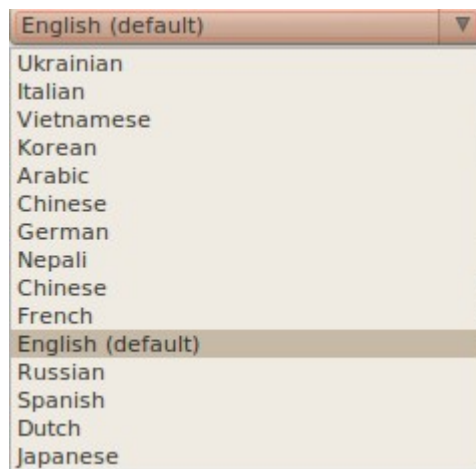 English (default)
Ukrainian
Italian
Vietnamese
Korean
Arabic
Chinese
German
Nepali
Chinese
French
English (default)
Russian
Spanish
Dutch
Japanese